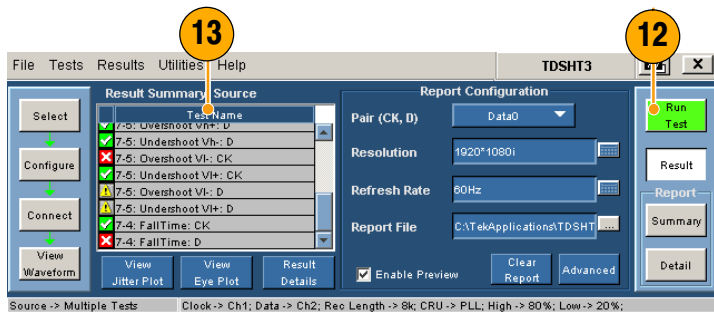 13
12
File Tests Results Utilities Help
TDSHT3
X
Result Summary Source
Test Name
7-5: Overshoot Vh+: D
7-5: Undershoot Vh-: D
7-5: Overshoot Vl-: CK
7-5: Undershoot Vl+: CK
7-5: Overshoot Vl-: D
7-5: Undershoot Vl+: D
7-4: FallTime: CK
7-4: FallTime: D
View Jitter Plot
View Eye Plot
Result Details
Select
Configure
Connect
View Waveform
Report Configuration
Pair (CK, D)
Data0
Resolution
1920*1080i
Refresh Rate
60Hz
Report File
C:\TekApplications\TDSHT
...
Enable Preview
Clear Report
Advanced
Run Test
Result
Report
Summary
Detail
Source -> Multiple Tests
Clock-> Ch1; Data-> Ch2; Rec Length-> 8k; CRU-> PLL; High-> 80%; Low-> 20%;